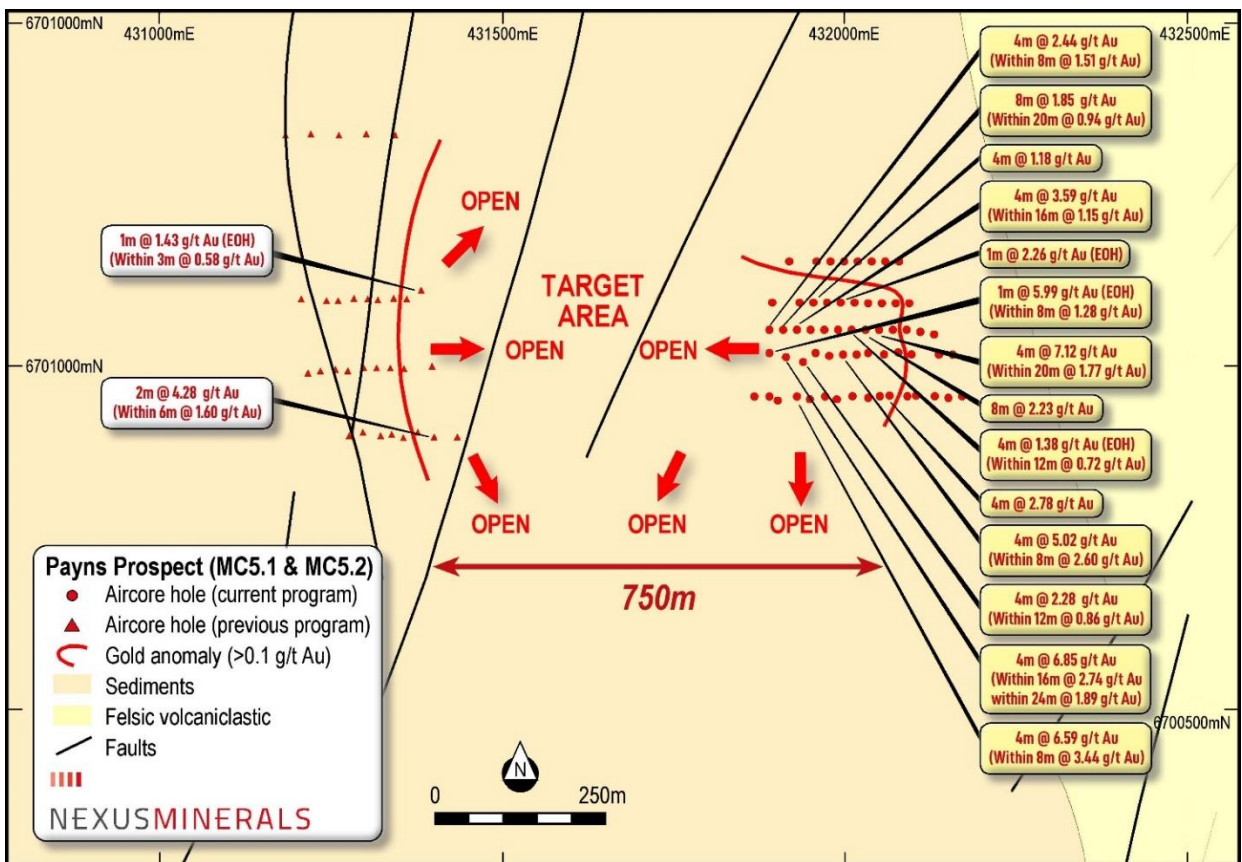 6701000mN
431000mE
431500mE
432000mE
432500mE
4m @ 2.44 g/t Au
(Within 8m @ 1.51 g/t Au)
8m @ 1.85 g/t Au
(Within 20m @ 0.94 g/t Au)
4m @ 1.18 g/t Au
4m @ 3.59 g/t Au
(Within 16m @ 1.15 g/t Au)
1m @ 2.26 g/t Au (EOH)
1m @ 5.99 g/t Au (EOH)
(Within 8m @ 1.28 g/t Au)
4m @ 7.12 g/t Au
(Within 20m @ 1.77 g/t Au)
8m @ 2.23 g/t Au
4m @ 1.38 g/t Au (EOH)
(Within 12m @ 0.72 g/t Au)
4m @ 2.78 g/t Au
4m @ 5.02 g/t Au
(Within 8m @ 2.60 g/t Au)
4m @ 2.28 g/t Au
(Within 12m @ 0.86 g/t Au)
4m @ 6.85 g/t Au
(Within 16m @ 2.74 g/t Au
within 24m @ 1.89 g/t Au)
4m @ 6.59 g/t Au
(Within 8m @ 3.44 g/t Au)
OPEN
1m @ 1.43 g/t Au (EOH)
(Within 3m @ 0.58 g/t Au)
TARGET
AREA
OPEN
OPEN
6701000mN
2m @ 4.28 g/t Au
(Within 6m @ 1.60 g/t Au)
OPEN
OPEN
OPEN
750m
6700500mN
Payns Prospect (MC5.1 & MC5.2)
Aircore hole (current program)
Aircore hole (previous program)
Gold anomaly (>0.1 g/t Au)
Sediments
Felsic volcaniclastic
Faults
NEXUSMINERALS
N
0
250m